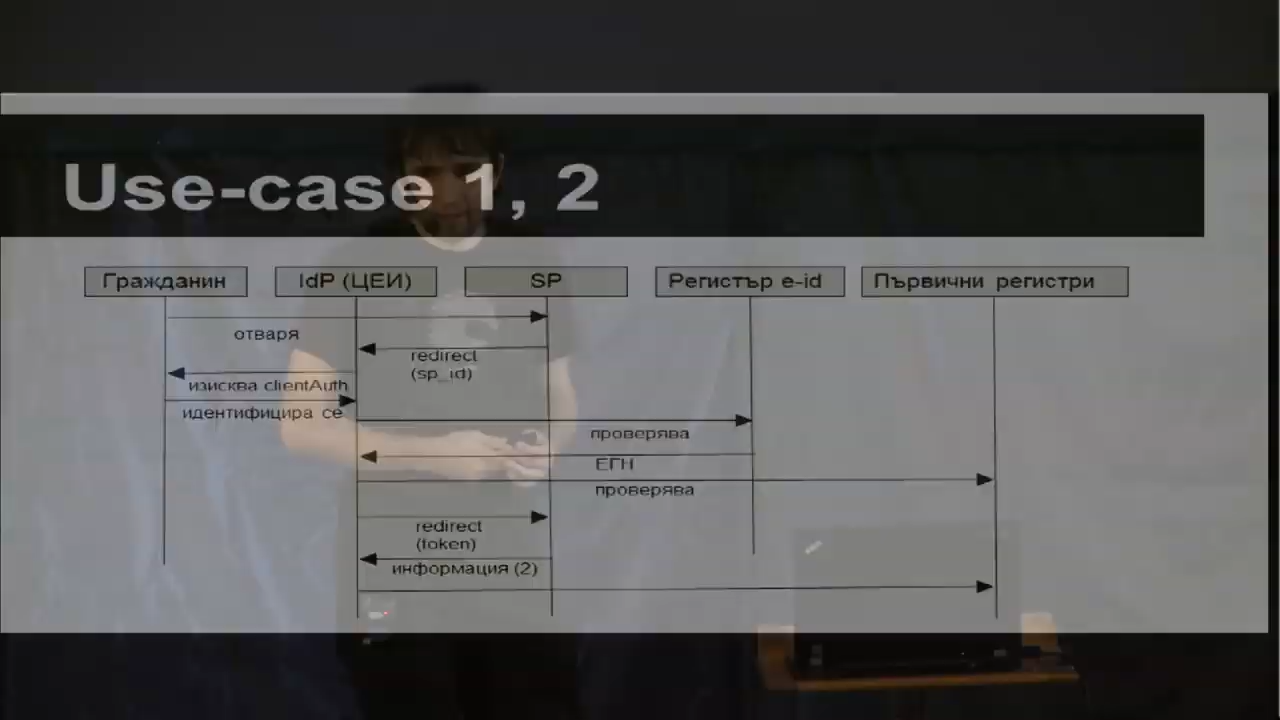 Use-case 1, 2
Гражданин
IdP (ЦЕИ)
SP
Регистър e-id
Първични регистри
отваря
redirect
(sp_id)
изисква clientAuth
идентифицира се
проверява
ЕГН
проверява
redirect
(token)
информация (2)